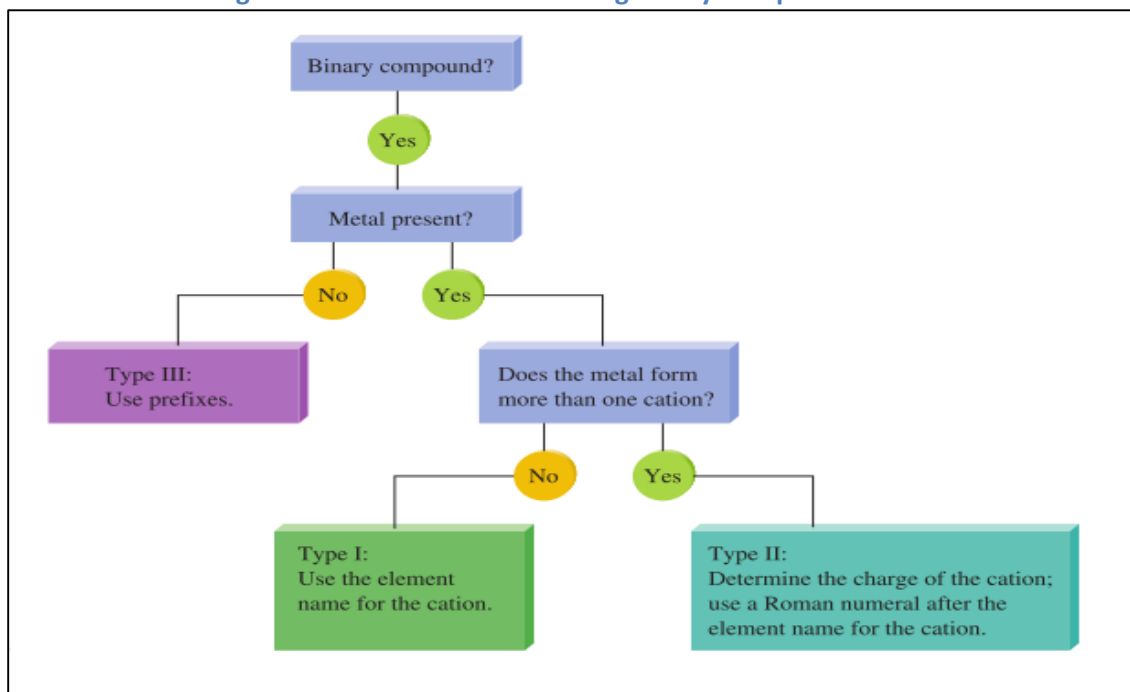 Binary compound?
Yes
Metal present?
No
Yes
Type III:
Use prefixes.
Does the metal form
more than one cation?
No
Yes
Type I:
Use the element
name for the cation.
Type II:
Determine the charge of the cation;
use a Roman numeral after the
element name for the cation.